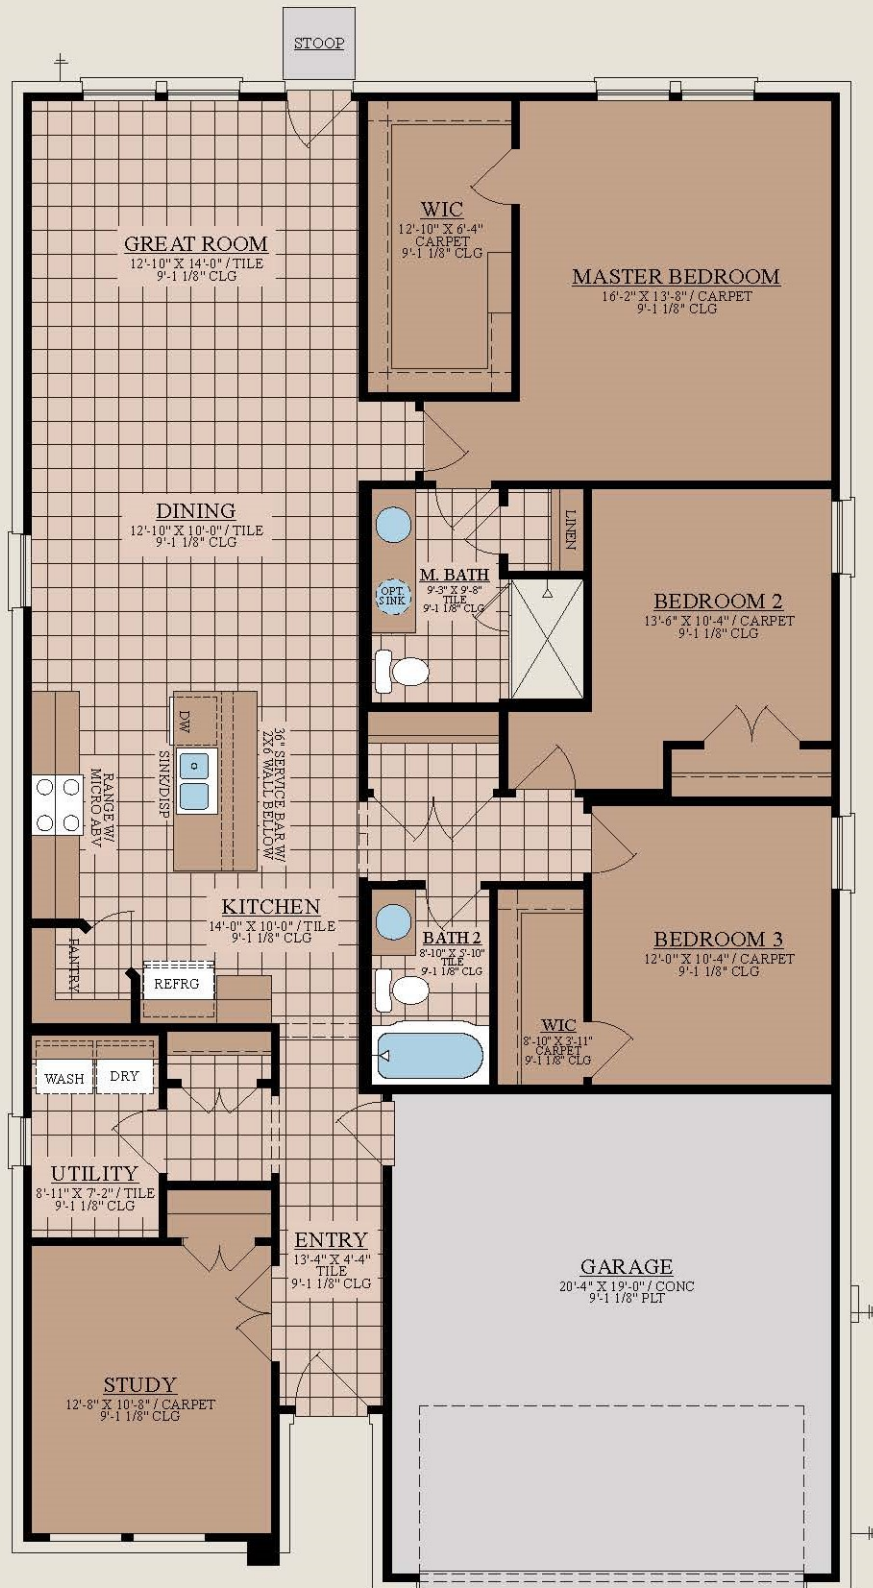 STOOP
GREAT ROOM
12'-10" X 14'-0" / TILE
9'-1 1/8" CLG
WIC
12'-10" X 6'-4"
CARPET
9'-1 1/8" CLG
MASTER BEDROOM
16'-2" X 13'-8" / CARPET
9'-1 1/8" CLG
DINING
12'-10" X 10'-0" / TILE
9'-1 1/8" CLG
LINEN
M. BATH
9'-3" X 9'-8"
TILE
9'-1 1/8" CLG
OPT.
SINK
BEDROOM 2
13'-6" X 10'-4" / CARPET
9'-1 1/8" CLG
DW
SINK/DISP
36" SERVICE BAR W/
2X6 WALL BELLOW
RANGE W/
MICRO ABV
KITCHEN
14'-0" X 10'-0" / TILE
9'-1 1/8" CLG
PANTRY
REFRG
BATH 2
8'-10" X 5'-10"
TILE
9'-1 1/8" CLG
BEDROOM 3
12'-0" X 10'-4" / CARPET
9'-1 1/8" CLG
WIC
8'-10" X 3'-11"
CARPET
9'-1 1/8" CLG
WASH
DRY
UTILITY
8'-11" X 7'-2" / TILE
9'-1 1/8" CLG
ENTRY
13'-4" X 4'-4"
TILE
9'-1 1/8" CLG
GARAGE
20'-4" X 19'-0" / CONC
9'-1 1/8" PLT
STUDY
12'-8" X 10'-8" / CARPET
9'-1 1/8" CLG